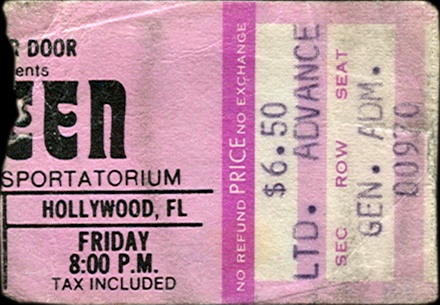 R DOOR
ents
EEN
SPORTATORIUM
HOLLYWOOD, FL
FRIDAY
8:00 P.M.
TAX INCLUDED
NO REFUND PRICE NO EXCHANGE
$6.50
LTD. ADVANCE
SEC ROW SEAT
GEN. ADM.
00970